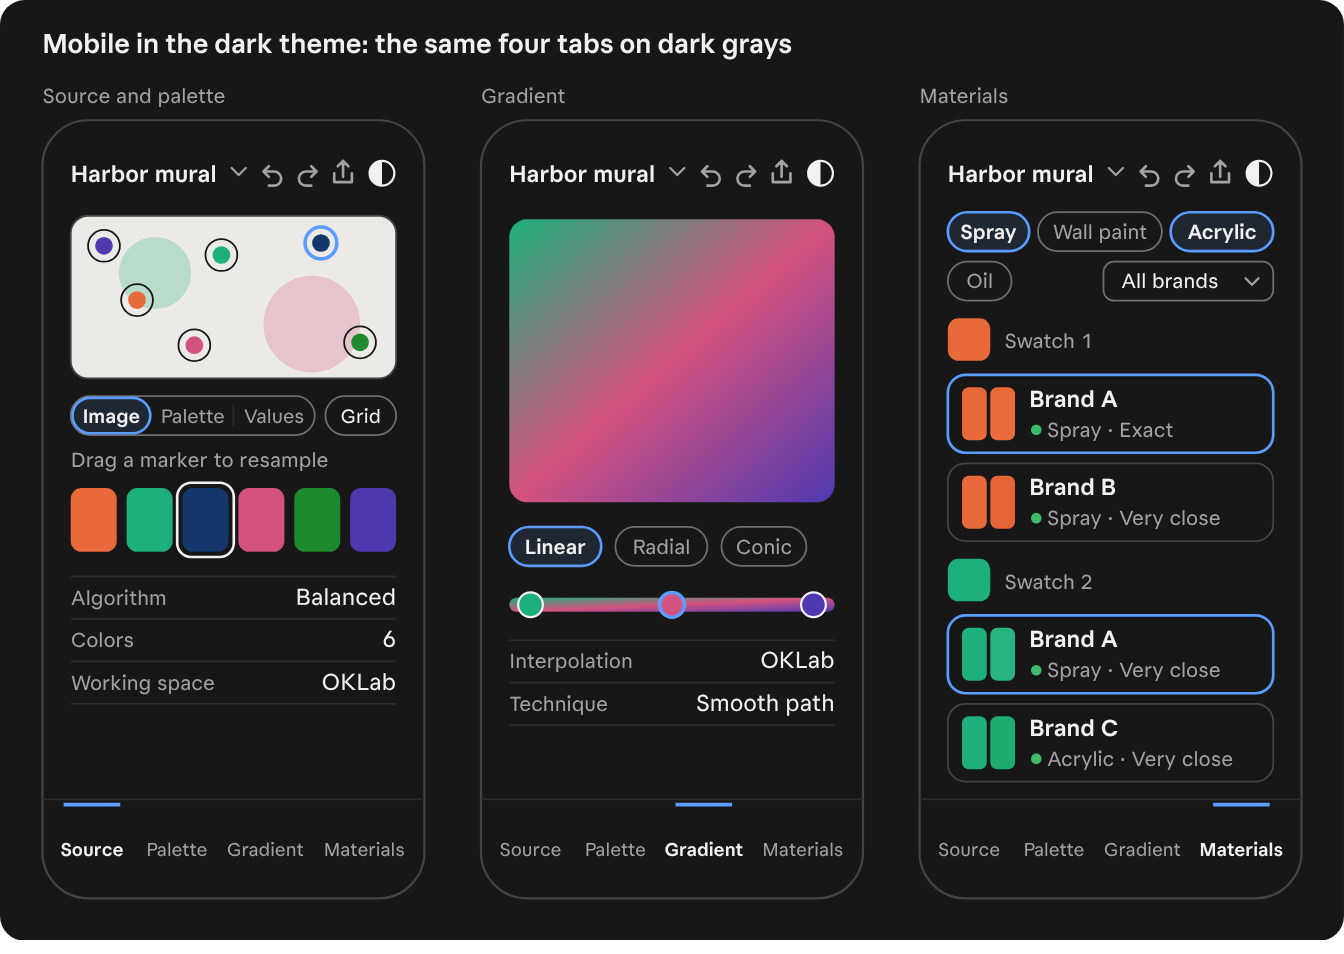 Mobile in the dark theme: the same four tabs on dark grays
Source and palette
Harbor mural
Image Palette Values Grid
Drag a marker to resample
Algorithm Balanced
Colors 6
Working space OKLab
Source Palette Gradient Materials
Gradient
Harbor mural
Linear Radial Conic
Interpolation OKLab
Technique Smooth path
Source Palette Gradient Materials
Materials
Harbor mural
Spray Wall paint Acrylic
Oil All brands
Swatch 1
Brand A
Spray · Exact
Brand B
Spray · Very close
Swatch 2
Brand A
Spray · Very close
Brand C
Acrylic · Very close
Source Palette Gradient Materials